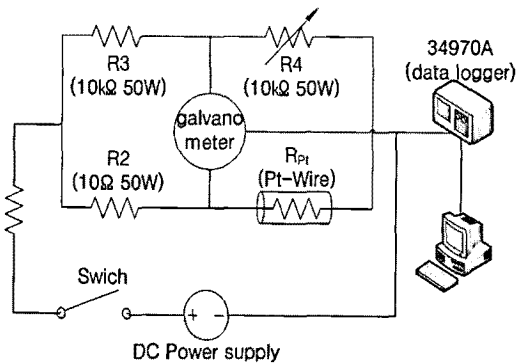 R3
(10kΩ 50W)
R4
(10kΩ 50W)
34970A
(data logger)
galvano
meter
R2
(10Ω 50W)
RPt
(Pt-Wire)
Swich
+ −
DC Power supply